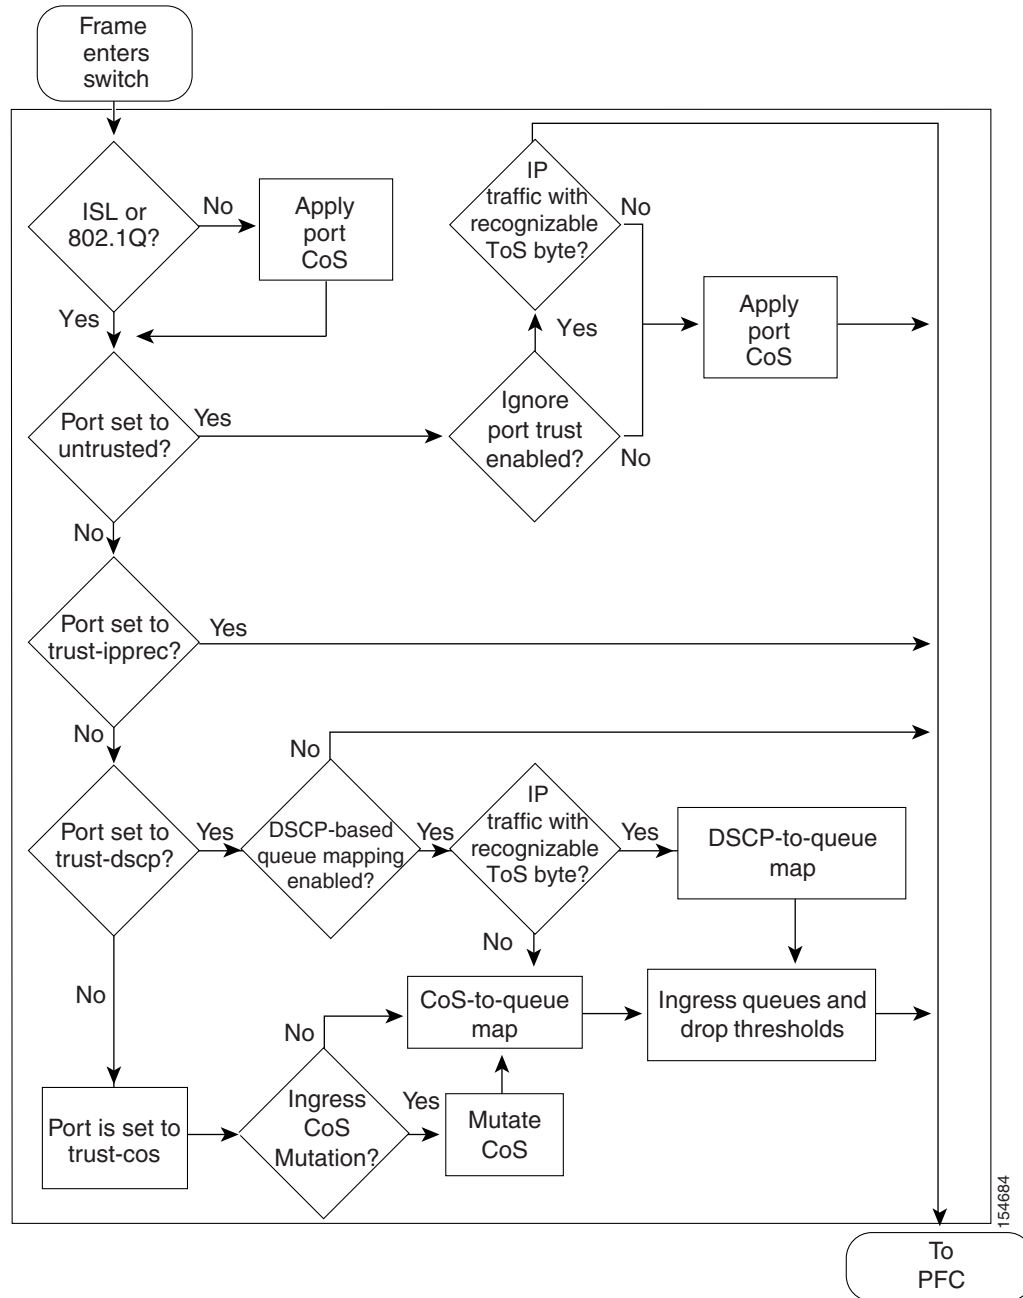 Frame
enters
switch
ISL or
802.1Q?
No
Apply
port
CoS
Yes
IP
traffic with
recognizable
ToS byte?
No
Apply
port
CoS
Yes
Port set to
untrusted?
Yes
Ignore
port trust
enabled?
No
No
Port set to
trust-ipprec?
Yes
No
Port set to
trust-dscp?
Yes
No
DSCP-based
queue mapping
enabled?
Yes
IP
traffic with
recognizable
ToS byte?
Yes
DSCP-to-queue
map
No
No
CoS-to-queue
map
Ingress queues and
drop thresholds
No
Port is set to
trust-cos
Ingress
CoS
Mutation?
Yes
Mutate
CoS
154684
To
PFC